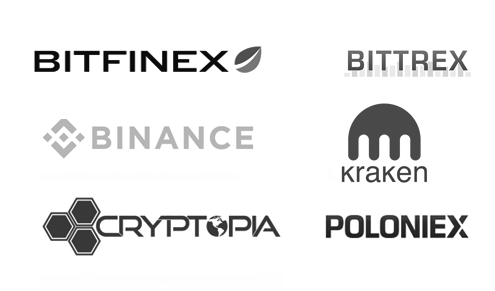 BITFINEX
BITTREX
BINANCE
kraken
CRYPTOPIA
POLONIEX